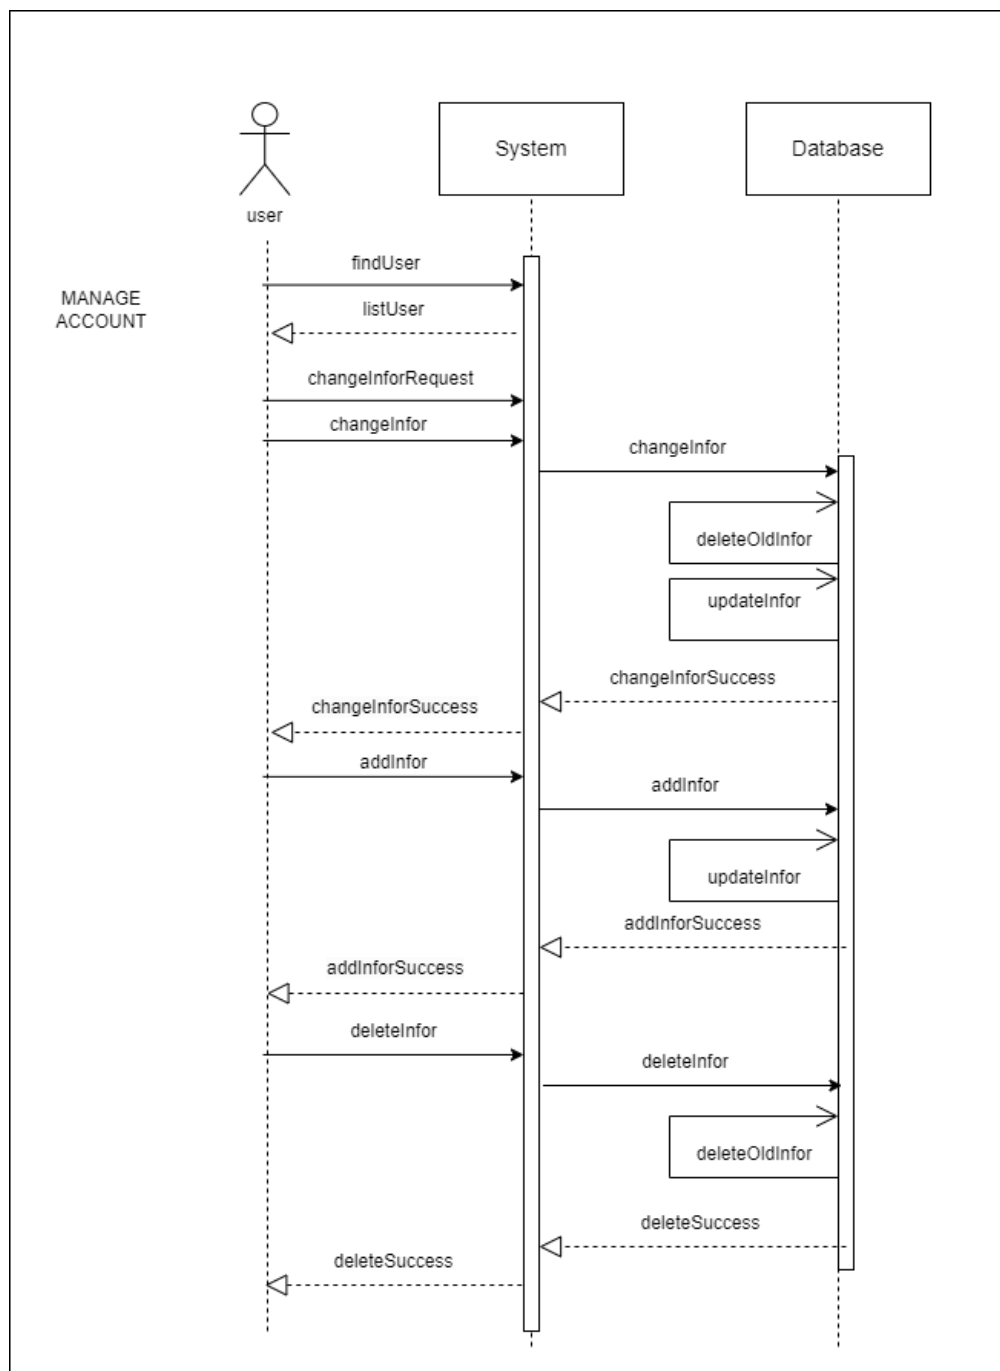 System
Database
user
findUser
MANAGE
ACCOUNT
listUser
changeInforRequest
changeInfor
changeInfor
deleteOldInfor
updateInfor
changeInforSuccess
changeInforSuccess
addInfor
addInfor
updateInfor
addInforSuccess
addInforSuccess
deleteInfor
deleteInfor
deleteOldInfor
deleteSuccess
deleteSuccess